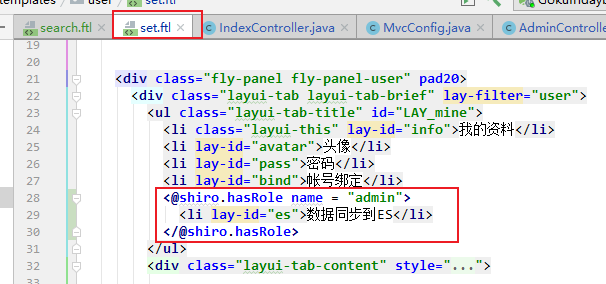 templates user set.ftl
search.ftl × set.ftl × IndexController.java × MvcConfig.java × AdminContro
19
20
21 <div class="fly-panel fly-panel-user" pad20>
22 <div class="layui-tab layui-tab-brief" lay-filter="user">
23 <ul class="layui-tab-title" id="LAY_mine">
24 <li class="layui-this" lay-id="info">我的资料</li>
25 <li lay-id="avatar">头像</li>
26 <li lay-id="pass">密码</li>
27 <li lay-id="bind">帐号绑定</li>
28 <@shiro.hasRole name = "admin">
29 <li lay-id="es">数据同步到ES</li>
30 </@shiro.hasRole>
31 </ul>
32 <div class="layui-tab-content" style="...">